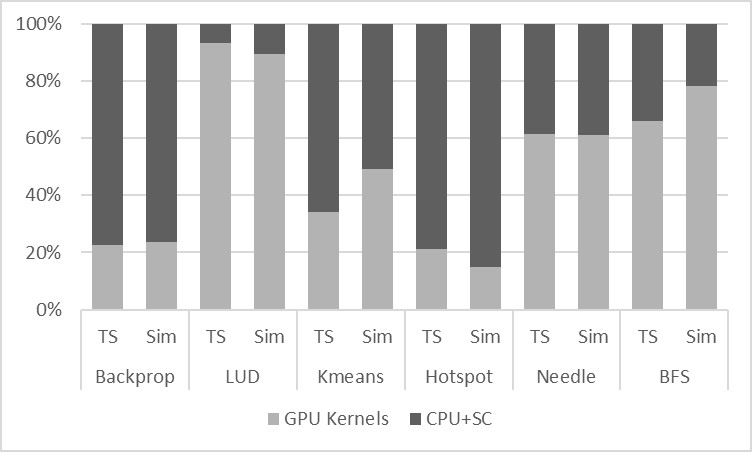 100%
80%
60%
40%
20%
0%
TS Sim TS Sim TS Sim TS Sim TS Sim TS Sim
Backprop LUD Kmeans Hotspot Needle BFS
GPU Kernels CPU+SC